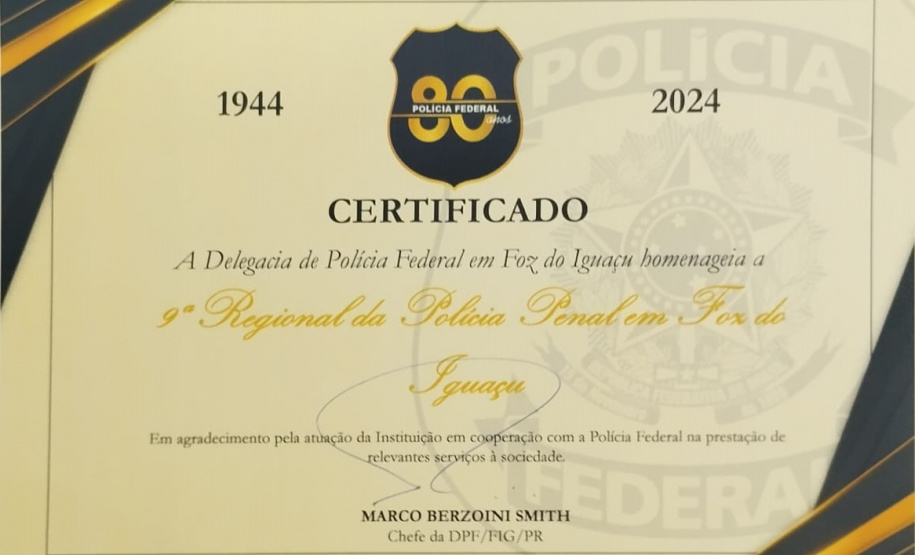 POLÍCIA
1944
80
POLÍCIA FEDERAL
anos
2024
CERTIFICADO
A Delegacia de Polícia Federal em Foz do Iguaçu homenageia a
9ª Regional da Polícia Penal em Foz do
Iguaçu
Em agradecimento pela atuação da Instituição em cooperação com a Polícia Federal na prestação de
relevantes serviços à sociedade.
FEDERAL
MARCO BERZOINI SMITH
Chefe da DPF/FIG/PR